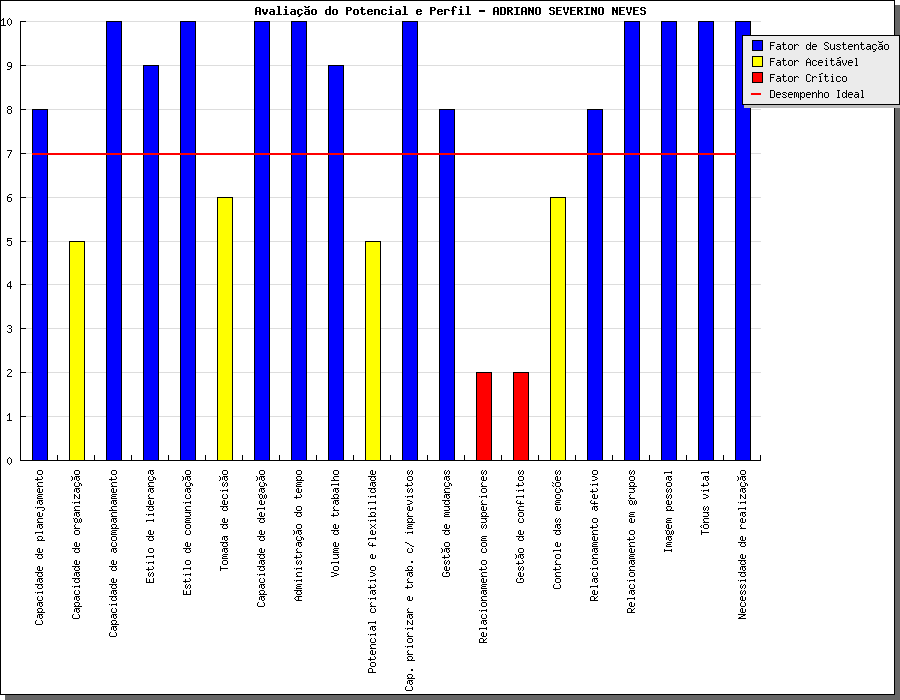 Avaliação do Potencial e Perfil - ADRIANO SEVERINO NEVES
10
9
8
7
6
5
4
3
2
1
0
Fator de Sustentação
Fator Aceitável
Fator Crítico
Desempenho Ideal
Capacidade de planejamento
Capacidade de organização
Capacidade de acompanhamento
Estilo de liderança
Estilo de comunicação
Tomada de decisão
Capacidade de delegação
Administração do tempo
Volume de trabalho
Potencial criativo e flexibilidade
Cap. priorizar e trab. c/ imprevistos
Gestão de mudanças
Relacionamento com superiores
Gestão de conflitos
Controle das emoções
Relacionamento afetivo
Relacionamento em grupos
Imagem pessoal
Tônus vital
Necessidade de realização